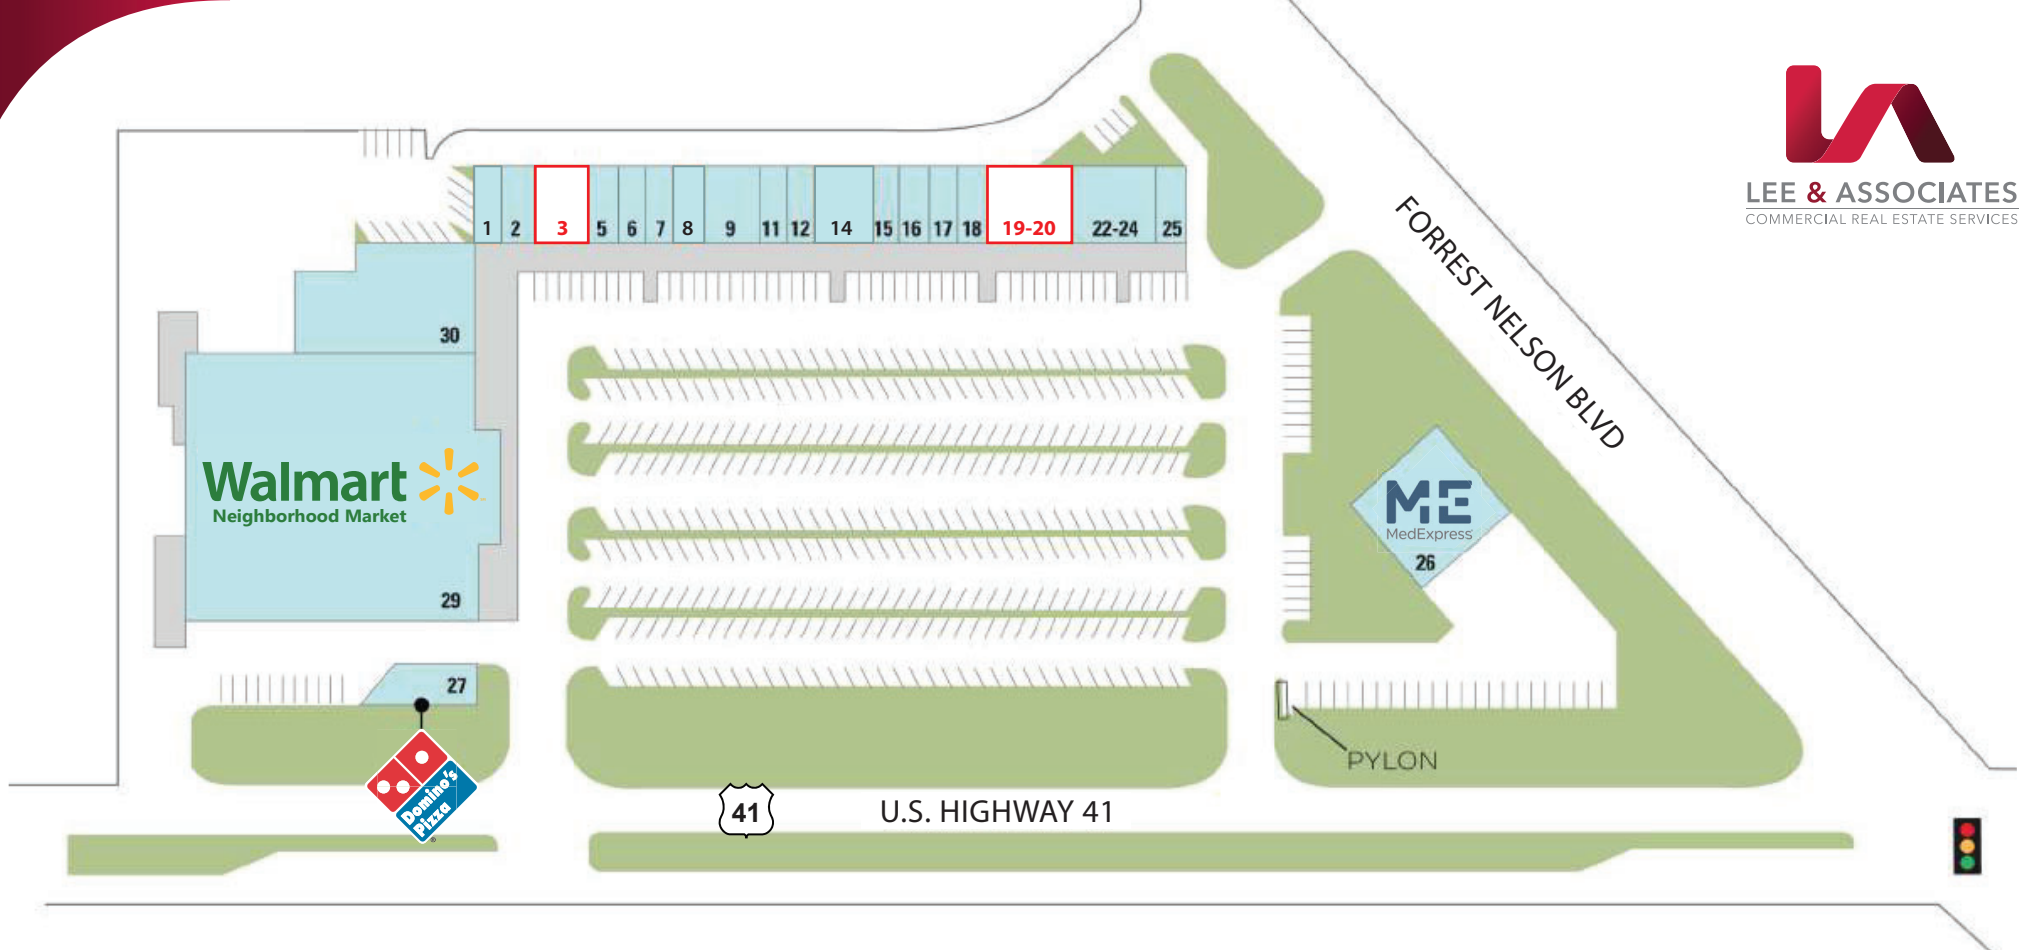 LEE & ASSOCIATES
COMMERCIAL REAL ESTATE SERVICES
1 2 3 5 6 7 8 9 11 12 14 15 16 17 18 19-20 22-24 25
FORREST NELSON BLVD
30
Walmart
Neighborhood Market
29
ME
MedExpress
26
27
PYLON
Domino's
Pizza
®
41
U.S. HIGHWAY 41